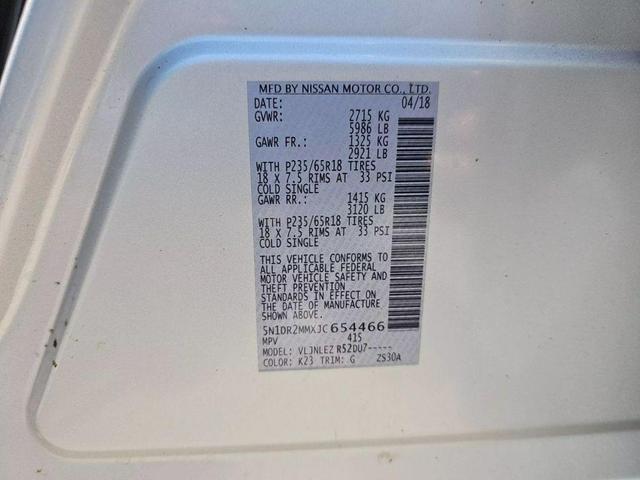 MFD BY NISSAN MOTOR CO., LTD.
DATE: 04/18
GVWR: 2715 KG
5986 LB
GAWR FR.: 1325 KG
2921 LB
WITH P235/65R18 TIRES
18 X 7.5 RIMS AT 33 PSI
COLD SINGLE
GAWR RR.: 1415 KG
3120 LB
WITH P235/65R18 TIRES
18 X 7.5 RIMS AT 33 PSI
COLD SINGLE
THIS VEHICLE CONFORMS TO
ALL APPLICABLE FEDERAL
MOTOR VEHICLE SAFETY AND
THEFT PREVENTION
STANDARDS IN EFFECT ON
THE DATE OF MANUFACTURE
SHOWN ABOVE.
5N1DR2MMXJC654466
MPV 415
MODEL: VLJNLEZ R52DU7-----
COLOR: K23 TRIM: G ZS30A